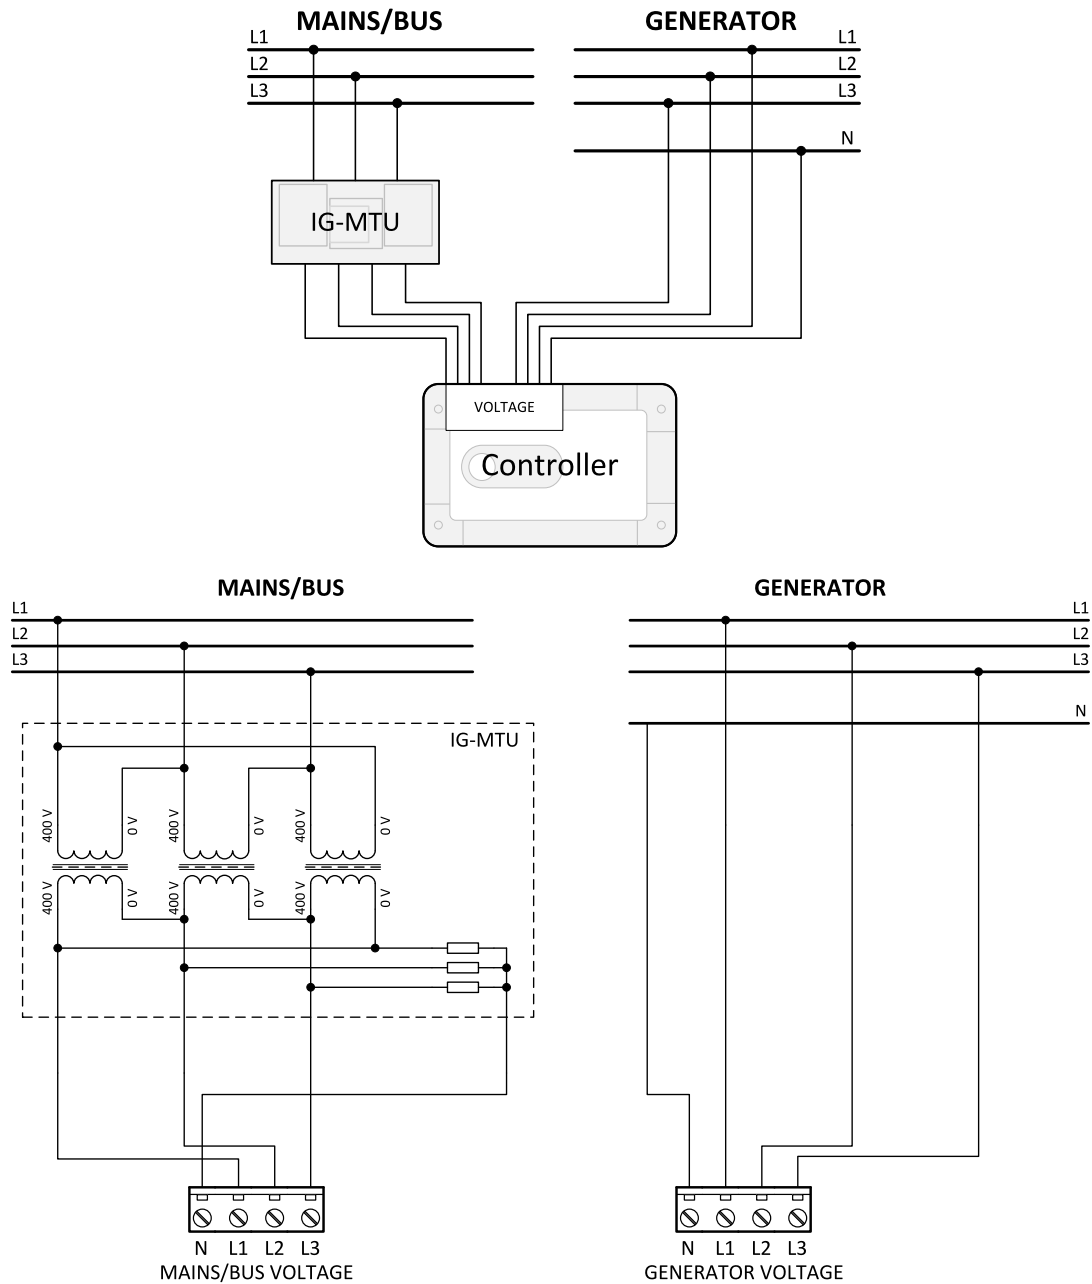 MAINS/BUS GENERATOR
L1 L1
L2 L2
L3 L3
N
IG-MTU
VOLTAGE
Controller
MAINS/BUS GENERATOR
L1 L1
L2 L2
L3 L3
N
IG-MTU
400 V 0 V 400 V 0 V 400 V 0 V
400 V 0 V 400 V 0 V 400 V 0 V
N L1 L2 L3 N L1 L2 L3
MAINS/BUS VOLTAGE GENERATOR VOLTAGE